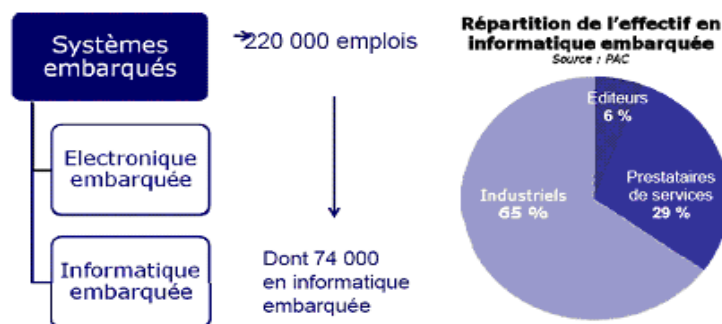 Systèmes
embarqués
220 000 emplois
Electronique
embarquée
Informatique
embarquée
Dont 74 000
en informatique
embarquée
Répartition de l'effectif en
informatique embarquée
Source : PAC
Editeurs
6 %
Prestataires
de services
29 %
Industriels
65 %